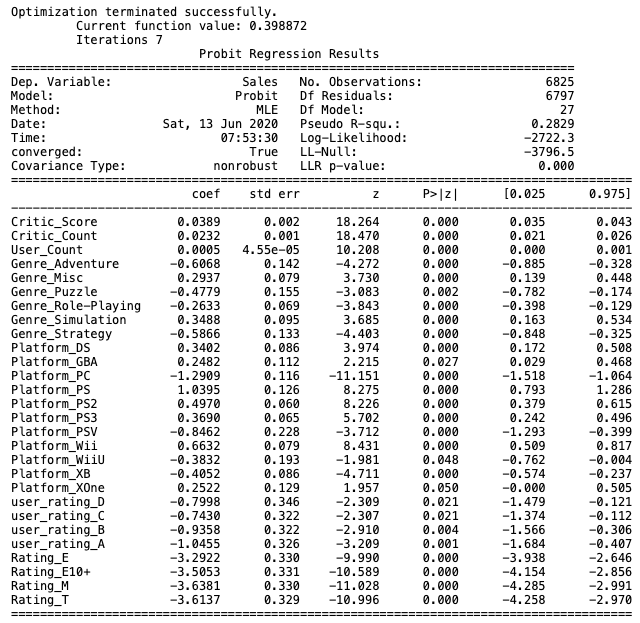 Optimization terminated successfully.
         Current function value: 0.398872
         Iterations 7
                          Probit Regression Results
==============================================================================
Dep. Variable:                  Sales   No. Observations:                 6825
Model:                         Probit   Df Residuals:                     6797
Method:                           MLE   Df Model:                           27
Date:                Sat, 13 Jun 2020   Pseudo R-squ.:                  0.2829
Time:                        07:53:30   Log-Likelihood:                -2722.3
converged:                       True   LL-Null:                       -3796.5
Covariance Type:            nonrobust   LLR p-value:                     0.000
======================================================================================
                         coef    std err          z      P>|z|      [0.025      0.975]
--------------------------------------------------------------------------------------
Critic_Score           0.0389      0.002     18.264      0.000       0.035       0.043
Critic_Count           0.0232      0.001     18.470      0.000       0.021       0.026
User_Count             0.0005   4.55e-05     10.208      0.000       0.000       0.001
Genre_Adventure       -0.6068      0.142     -4.272      0.000      -0.885      -0.328
Genre_Misc             0.2937      0.079      3.730      0.000       0.139       0.448
Genre_Puzzle          -0.4779      0.155     -3.083      0.002      -0.782      -0.174
Genre_Role-Playing    -0.2633      0.069     -3.843      0.000      -0.398      -0.129
Genre_Simulation       0.3488      0.095      3.685      0.000       0.163       0.534
Genre_Strategy        -0.5866      0.133     -4.403      0.000      -0.848      -0.325
Platform_DS            0.3402      0.086      3.974      0.000       0.172       0.508
Platform_GBA           0.2482      0.112      2.215      0.027       0.029       0.468
Platform_PC           -1.2909      0.116    -11.151      0.000      -1.518      -1.064
Platform_PS            1.0395      0.126      8.275      0.000       0.793       1.286
Platform_PS2           0.4970      0.060      8.226      0.000       0.379       0.615
Platform_PS3           0.3690      0.065      5.702      0.000       0.242       0.496
Platform_PSV          -0.8462      0.228     -3.712      0.000      -1.293      -0.399
Platform_Wii           0.6632      0.079      8.431      0.000       0.509       0.817
Platform_WiiU         -0.3832      0.193     -1.981      0.048      -0.762      -0.004
Platform_XB           -0.4052      0.086     -4.711      0.000      -0.574      -0.237
Platform_XOne          0.2522      0.129      1.957      0.050      -0.000       0.505
user_rating_D         -0.7998      0.346     -2.309      0.021      -1.479      -0.121
user_rating_C         -0.7430      0.322     -2.307      0.021      -1.374      -0.112
user_rating_B         -0.9358      0.322     -2.910      0.004      -1.566      -0.306
user_rating_A         -1.0455      0.326     -3.209      0.001      -1.684      -0.407
Rating_E              -3.2922      0.330     -9.990      0.000      -3.938      -2.646
Rating_E10+           -3.5053      0.331    -10.589      0.000      -4.154      -2.856
Rating_M              -3.6381      0.330    -11.028      0.000      -4.285      -2.991
Rating_T              -3.6137      0.329    -10.996      0.000      -4.258      -2.970
======================================================================================